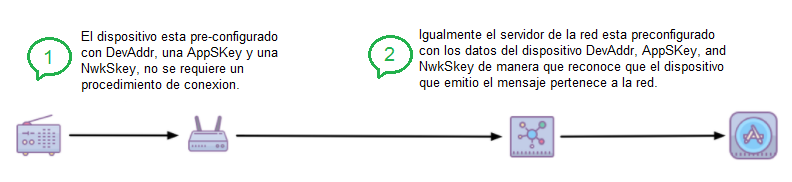 1
El dispositivo esta pre-configurado
con DevAddr, una AppSKey y una
NwkSkey, no se requiere un
procedimiento de conexion.
2
Igualmente el servidor de la red esta preconfigurado
con los datos del dispositivo DevAddr, AppSKey, and
NwkSKey de manera que reconoce que el dispositivo
que emitio el mensaje pertenece a la red.